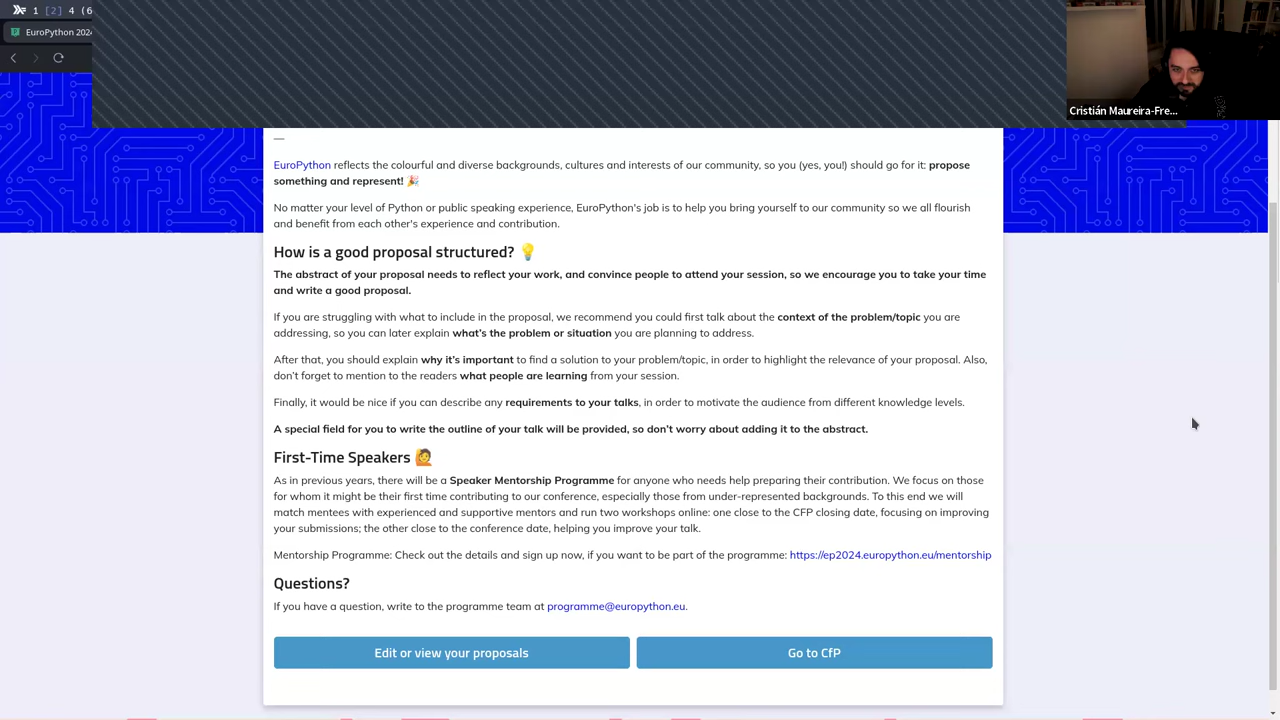 1 [2] 4 (6
EuroPython 2024
Cristián Maureira-Fre...
—
EuroPython reflects the colourful and diverse backgrounds, cultures and interests of our community, so you (yes, you!) should go for it: propose
something and represent! 🎉
No matter your level of Python or public speaking experience, EuroPython's job is to help you bring yourself to our community so we all flourish
and benefit from each other's experience and contribution.
How is a good proposal structured? 💡
The abstract of your proposal needs to reflect your work, and convince people to attend your session, so we encourage you to take your time
and write a good proposal.
If you are struggling with what to include in the proposal, we recommend you could first talk about the context of the problem/topic you are
addressing, so you can later explain what's the problem or situation you are planning to address.
After that, you should explain why it's important to find a solution to your problem/topic, in order to highlight the relevance of your proposal. Also,
don't forget to mention to the readers what people are learning from your session.
Finally, it would be nice if you can describe any requirements to your talks, in order to motivate the audience from different knowledge levels.
A special field for you to write the outline of your talk will be provided, so don't worry about adding it to the abstract.
First-Time Speakers 🙋
As in previous years, there will be a Speaker Mentorship Programme for anyone who needs help preparing their contribution. We focus on those
for whom it might be their first time contributing to our conference, especially those from under-represented backgrounds. To this end we will
match mentees with experienced and supportive mentors and run two workshops online: one close to the CFP closing date, focusing on improving
your submissions; the other close to the conference date, helping you improve your talk.
Mentorship Programme: Check out the details and sign up now, if you want to be part of the programme: https://ep2024.europython.eu/mentorship
Questions?
If you have a question, write to the programme team at programme@europython.eu.
Edit or view your proposals
Go to CfP